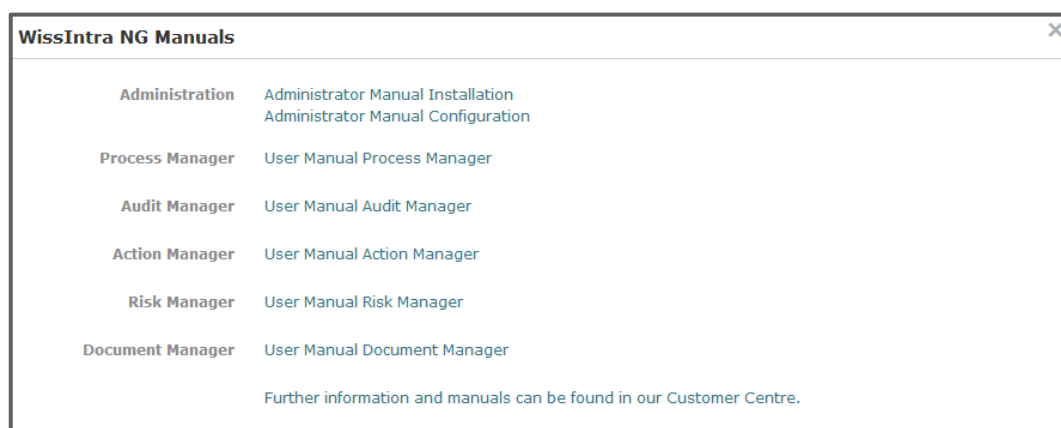 WissIntra NG Manuals
Administration Administrator Manual Installation
Administrator Manual Configuration
Process Manager User Manual Process Manager
Audit Manager User Manual Audit Manager
Action Manager User Manual Action Manager
Risk Manager User Manual Risk Manager
Document Manager User Manual Document Manager
Further information and manuals can be found in our Customer Centre.